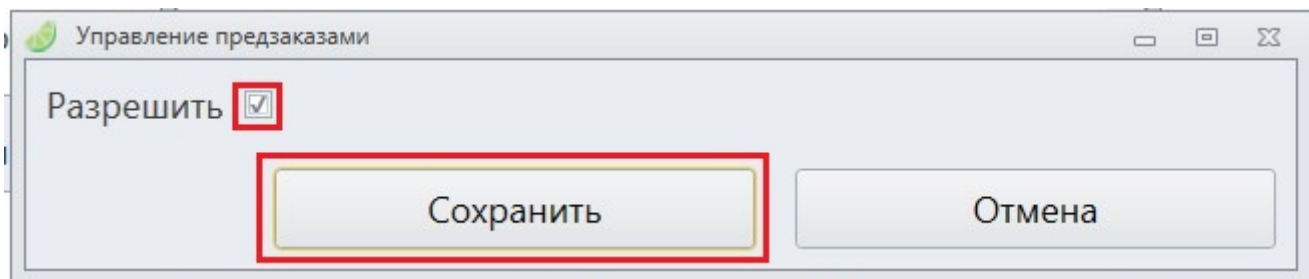 Управление предзаказами
Разрешить
Сохранить Отмена